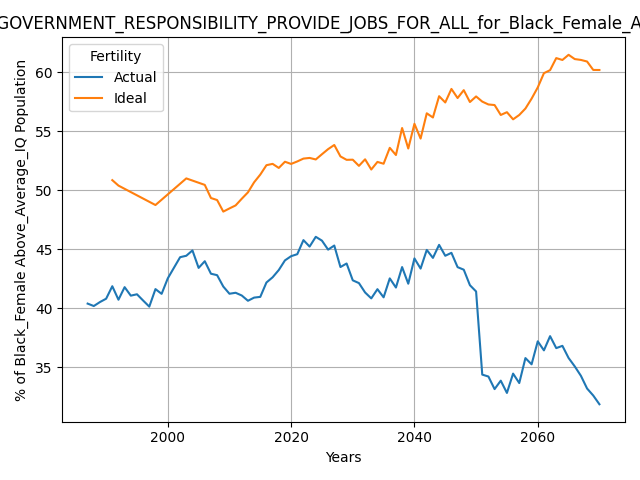 GOVERNMENT_RESPONSIBILITY_PROVIDE_JOBS_FOR_ALL_for_Black_Female_A
Fertility
Actual
Ideal
% of Black_Female Above_Average_IQ Population
60
55
50
45
40
35
2000
2020
2040
2060
Years